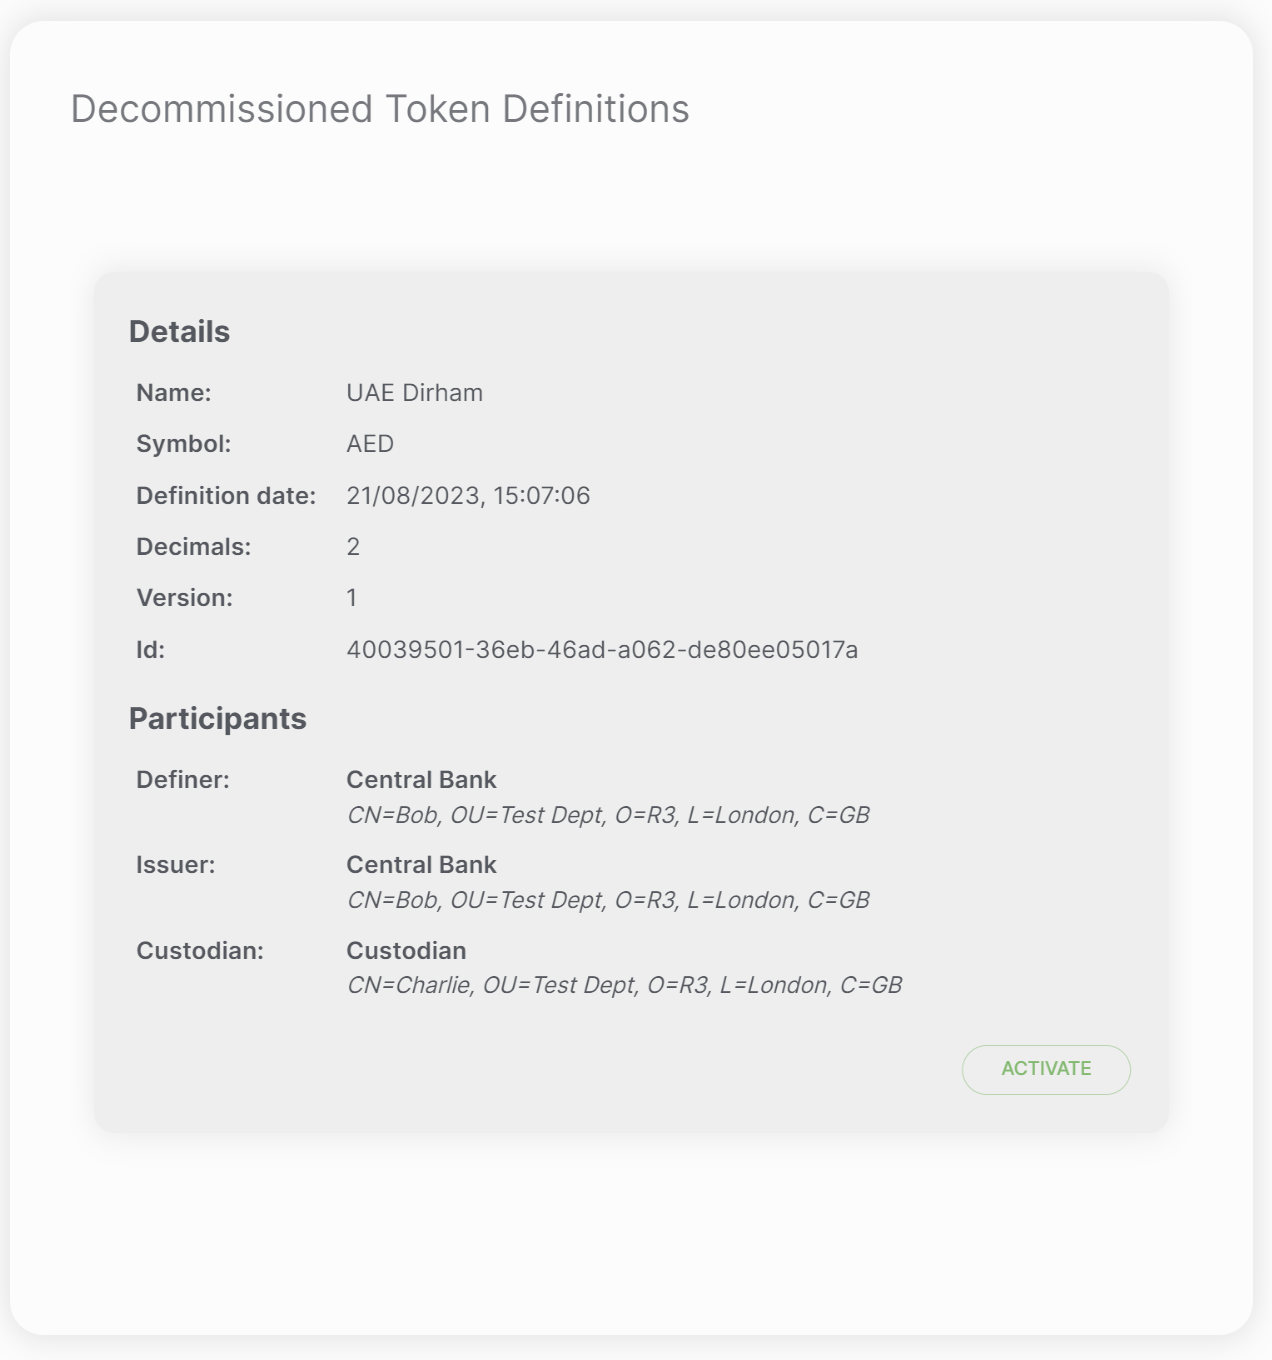 Decommissioned Token Definitions
Details
Name: UAE Dirham
Symbol: AED
Definition date: 21/08/2023, 15:07:06
Decimals: 2
Version: 1
Id: 40039501-36eb-46ad-a062-de80ee05017a
Participants
Definer: Central Bank
CN=Bob, OU=Test Dept, O=R3, L=London, C=GB
Issuer: Central Bank
CN=Bob, OU=Test Dept, O=R3, L=London, C=GB
Custodian: Custodian
CN=Charlie, OU=Test Dept, O=R3, L=London, C=GB
ACTIVATE